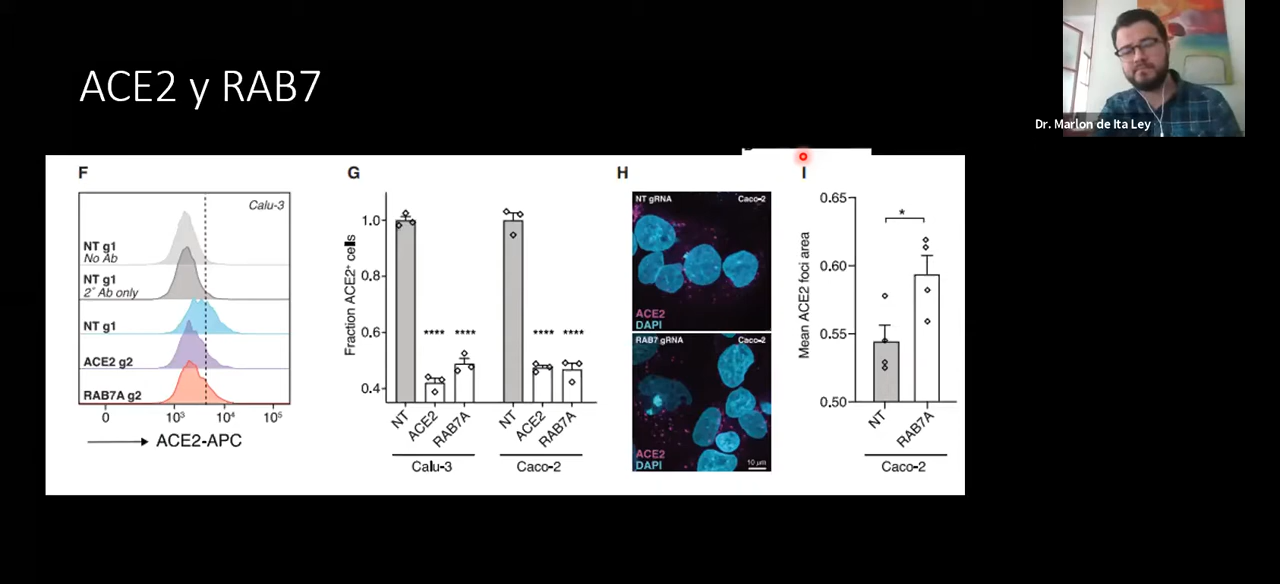 ACE2 y RAB7
Dr. Marlon de Ita Ley
F
Calu-3
NT g1
No Ab
NT g1
2° Ab only
NT g1
ACE2 g2
RAB7A g2
0
10³
10⁴
10⁵
ACE2-APC
G
Fraction ACE2⁺ cells
1.0
0.8
0.6
0.4
****
****
****
****
NT
ACE2
RAB7A
NT
ACE2
RAB7A
Calu-3
Caco-2
H
NT gRNA
Caco-2
ACE2
DAPI
RAB7 gRNA
Caco-2
ACE2
DAPI
10 μm
I
Mean ACE2 foci area
0.65
0.60
0.55
0.50
*
NT
RAB7A
Caco-2